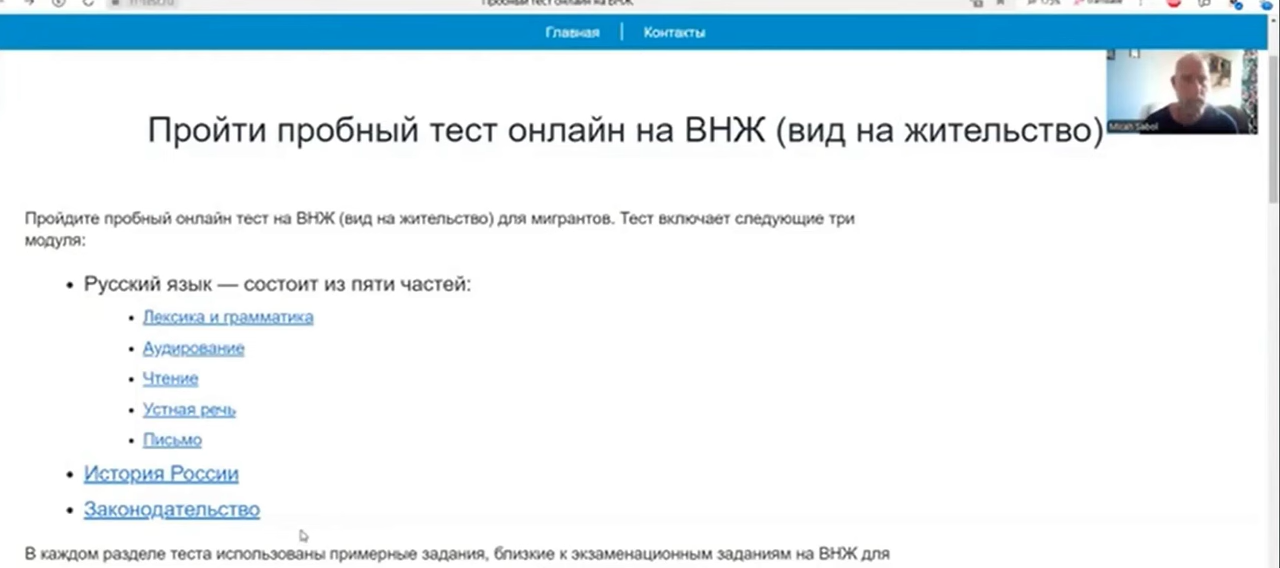 Главная
Контакты
Пройти пробный тест онлайн на ВНЖ (вид на жительство)
Пройдите пробный онлайн тест на ВНЖ (вид на жительство) для мигрантов. Тест включает следующие три
модуля:
Русский язык — состоит из пяти частей:
Лексика и грамматика
Аудирование
Чтение
Устная речь
Письмо
История России
Законодательство
В каждом разделе теста использованы примерные задания, близкие к экзаменационным заданиям на ВНЖ для